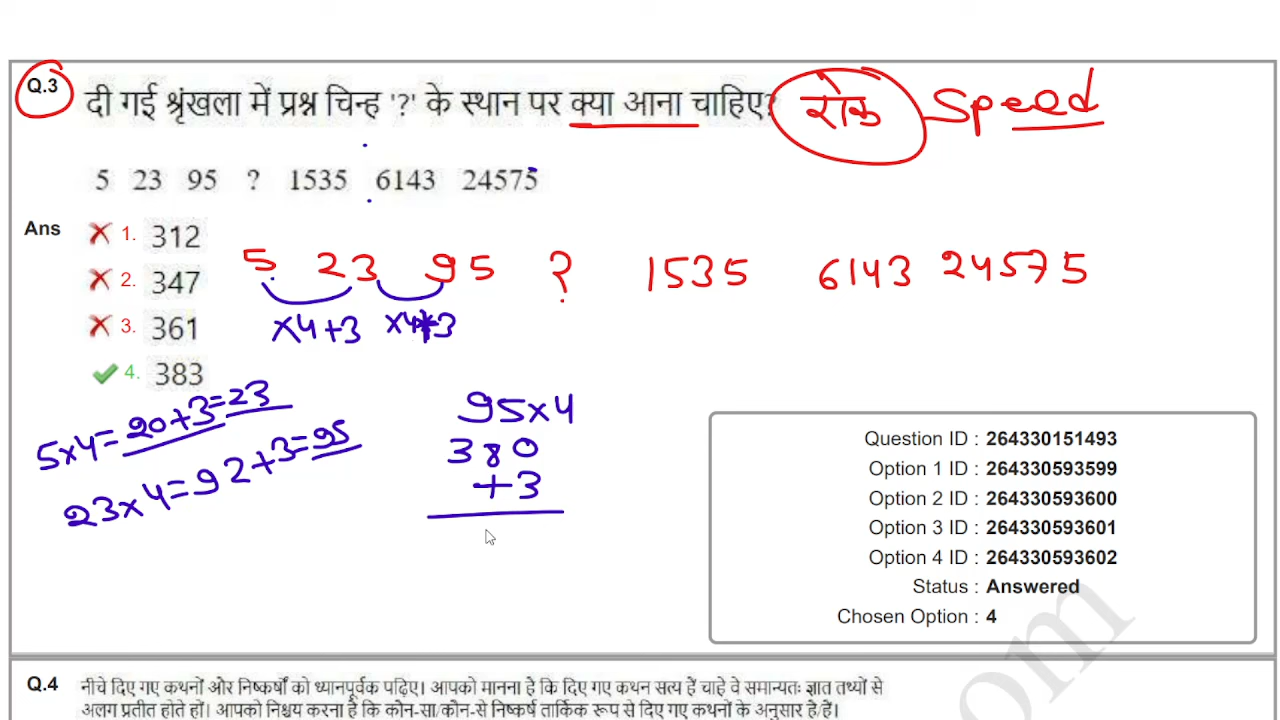 Q.3 दी गई श्रृंखला में प्रश्न चिन्ह '?' के स्थान पर क्या आना चाहिए? रोक Speed
5 23 95 ? 1535 6143 24575
Ans 1. 312
2. 347
3. 361
4. 383
5 23 95 ? 1535 6143 24575
×4+3 ×4+3
5×4=20+3=23
23×4=92+3=95
95×4
380
+3
Question ID : 264330151493
Option 1 ID : 264330593599
Option 2 ID : 264330593600
Option 3 ID : 264330593601
Option 4 ID : 264330593602
Status : Answered
Chosen Option : 4
om
Q.4 नीचे दिए गए कथनों और निष्कर्षों को ध्यानपूर्वक पढ़िए। आपको मानना है कि दिए गए कथन सत्य हैं चाहे वे समान्यतः ज्ञात तथ्यों से
अलग प्रतीत होते हों। आपको निश्चय करना है कि कौन-सा/कौन-से निष्कर्ष तार्किक रूप से दिए गए कथनों के अनुसार है/हैं।